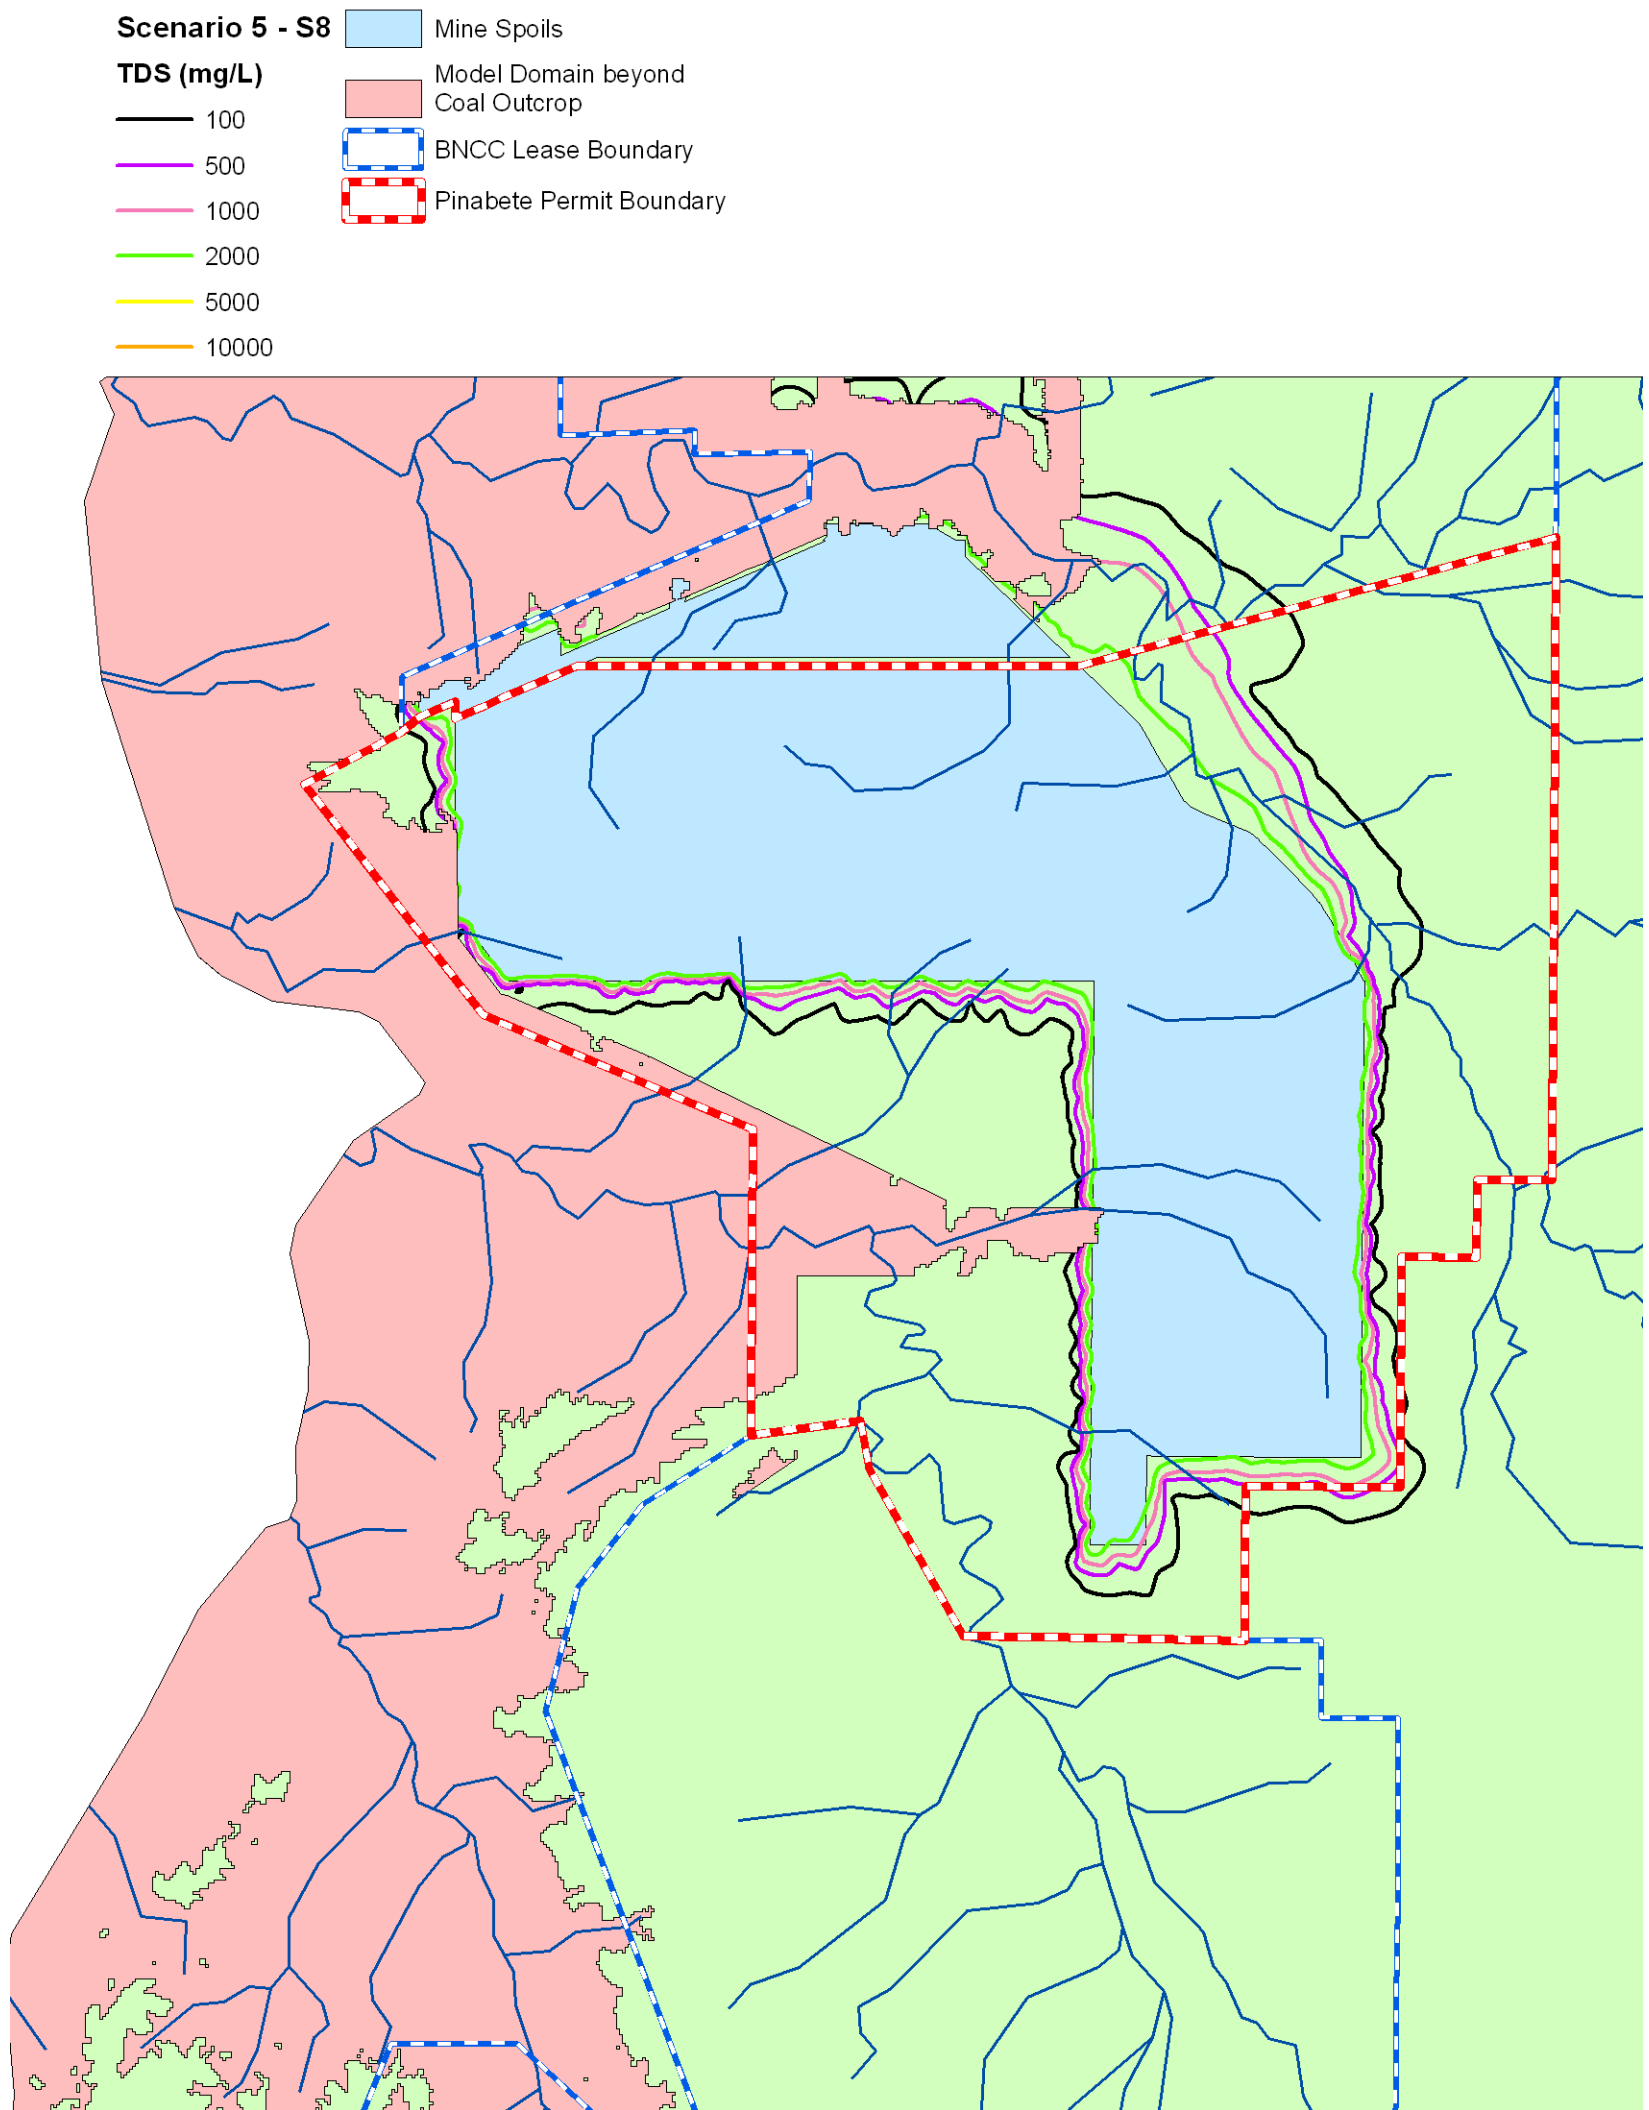 Scenario 5 - S8
TDS (mg/L)
100
500
1000
2000
5000
10000
Mine Spoils
Model Domain beyond
Coal Outcrop
BNCC Lease Boundary
Pinabete Permit Boundary